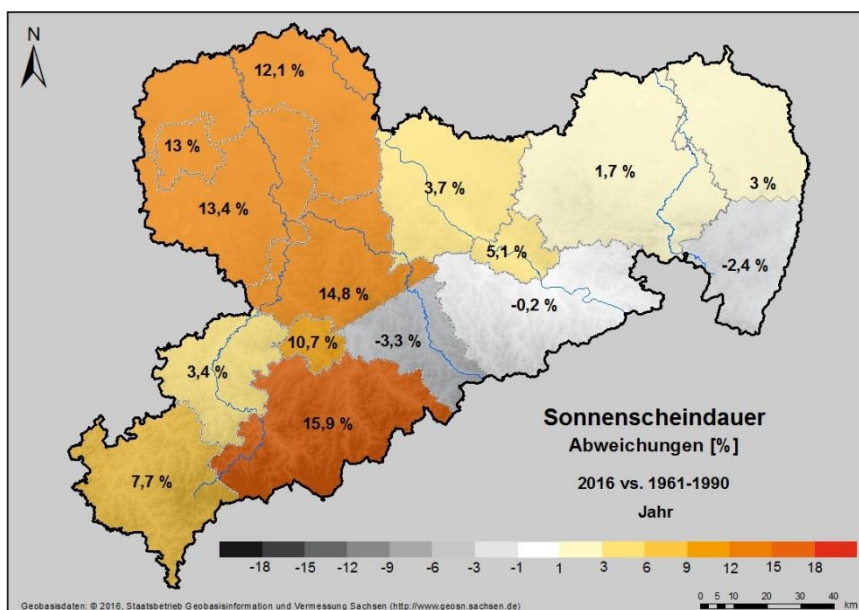 N
12,1 %
13 %
3,7 %
1,7 %
3 %
13,4 %
5,1 %
-2,4 %
14,8 %
-0,2 %
10,7 %
-3,3 %
3,4 %
15,9 %
7,7 %
Sonnenscheindauer
Abweichungen [%]
2016 vs. 1961-1990
Jahr
-18 -15 -12 -9 -6 -3 -1 1 3 6 9 12 15 18
Geobasisdaten: © 2016, Staatsbetrieb Geobasisinformation und Vermessung Sachsen (http://www.geosn.sachsen.de)
0 5 10 20 30 40
km